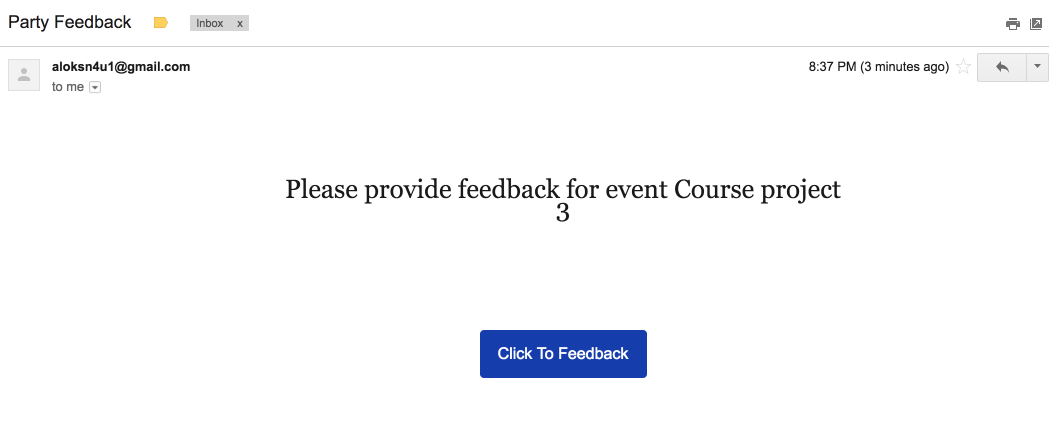 Party Feedback
Inbox x
aloksn4u1@gmail.com
8:37 PM (3 minutes ago)
to me
Please provide feedback for event Course project
3
Click To Feedback